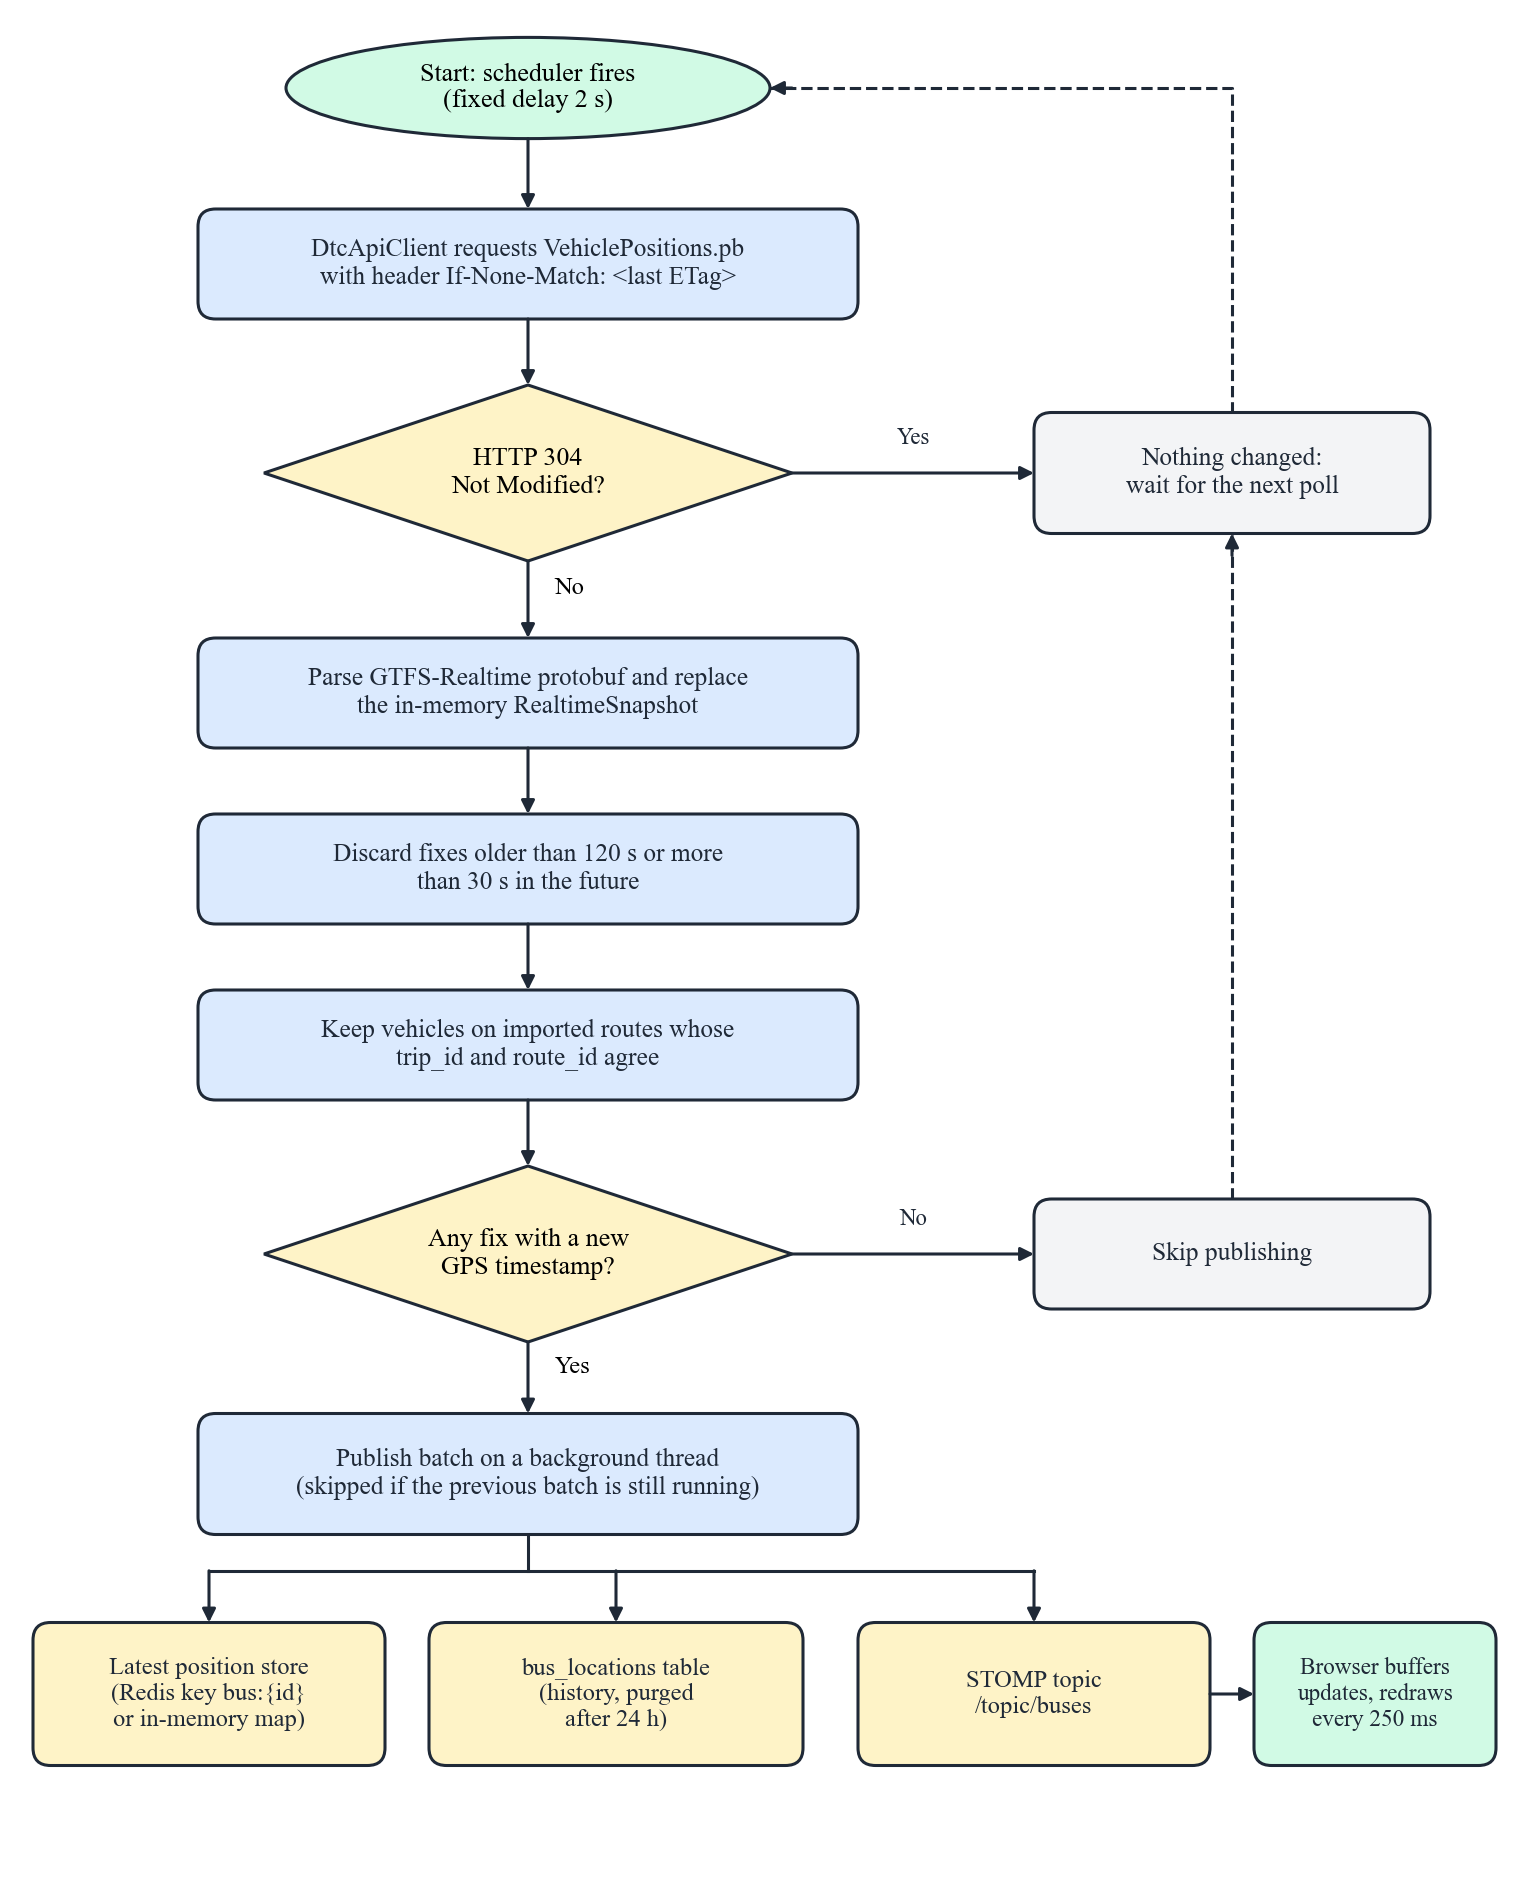 Start: scheduler fires
(fixed delay 2 s)
DtcApiClient requests VehiclePositions.pb
with header If-None-Match: <last ETag>
HTTP 304
Not Modified?
Yes
Nothing changed:
wait for the next poll
No
Parse GTFS-Realtime protobuf and replace
the in-memory RealtimeSnapshot
Discard fixes older than 120 s or more
than 30 s in the future
Keep vehicles on imported routes whose
trip_id and route_id agree
Any fix with a new
GPS timestamp?
No
Skip publishing
Yes
Publish batch on a background thread
(skipped if the previous batch is still running)
Latest position store
(Redis key bus:{id}
or in-memory map)
bus_locations table
(history, purged
after 24 h)
STOMP topic
/topic/buses
Browser buffers
updates, redraws
every 250 ms